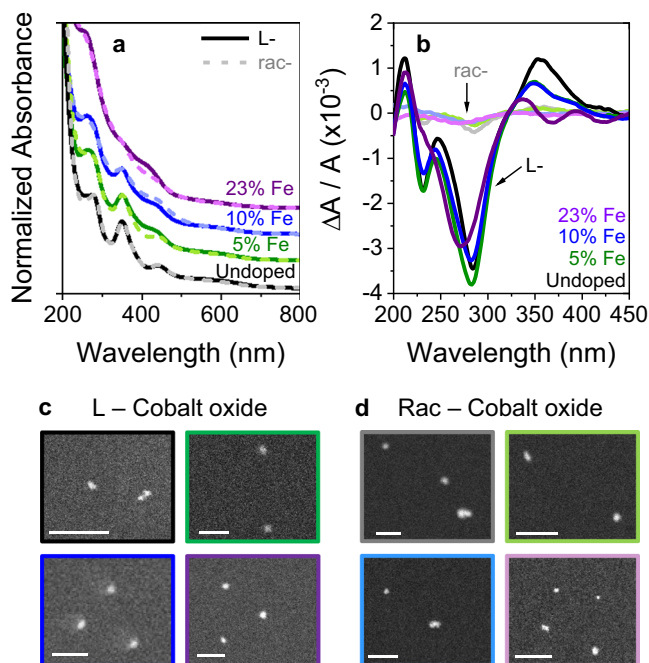 a
L-
rac-
23% Fe
10% Fe
5% Fe
Undoped
Normalized Absorbance
200 400 600 800
Wavelength (nm)
b
rac-
L-
23% Fe
10% Fe
5% Fe
Undoped
ΔA / A (x10⁻³)
2
1
0
-1
-2
-3
-4
200 250 300 350 400 450
Wavelength (nm)
c L – Cobalt oxide
d Rac – Cobalt oxide